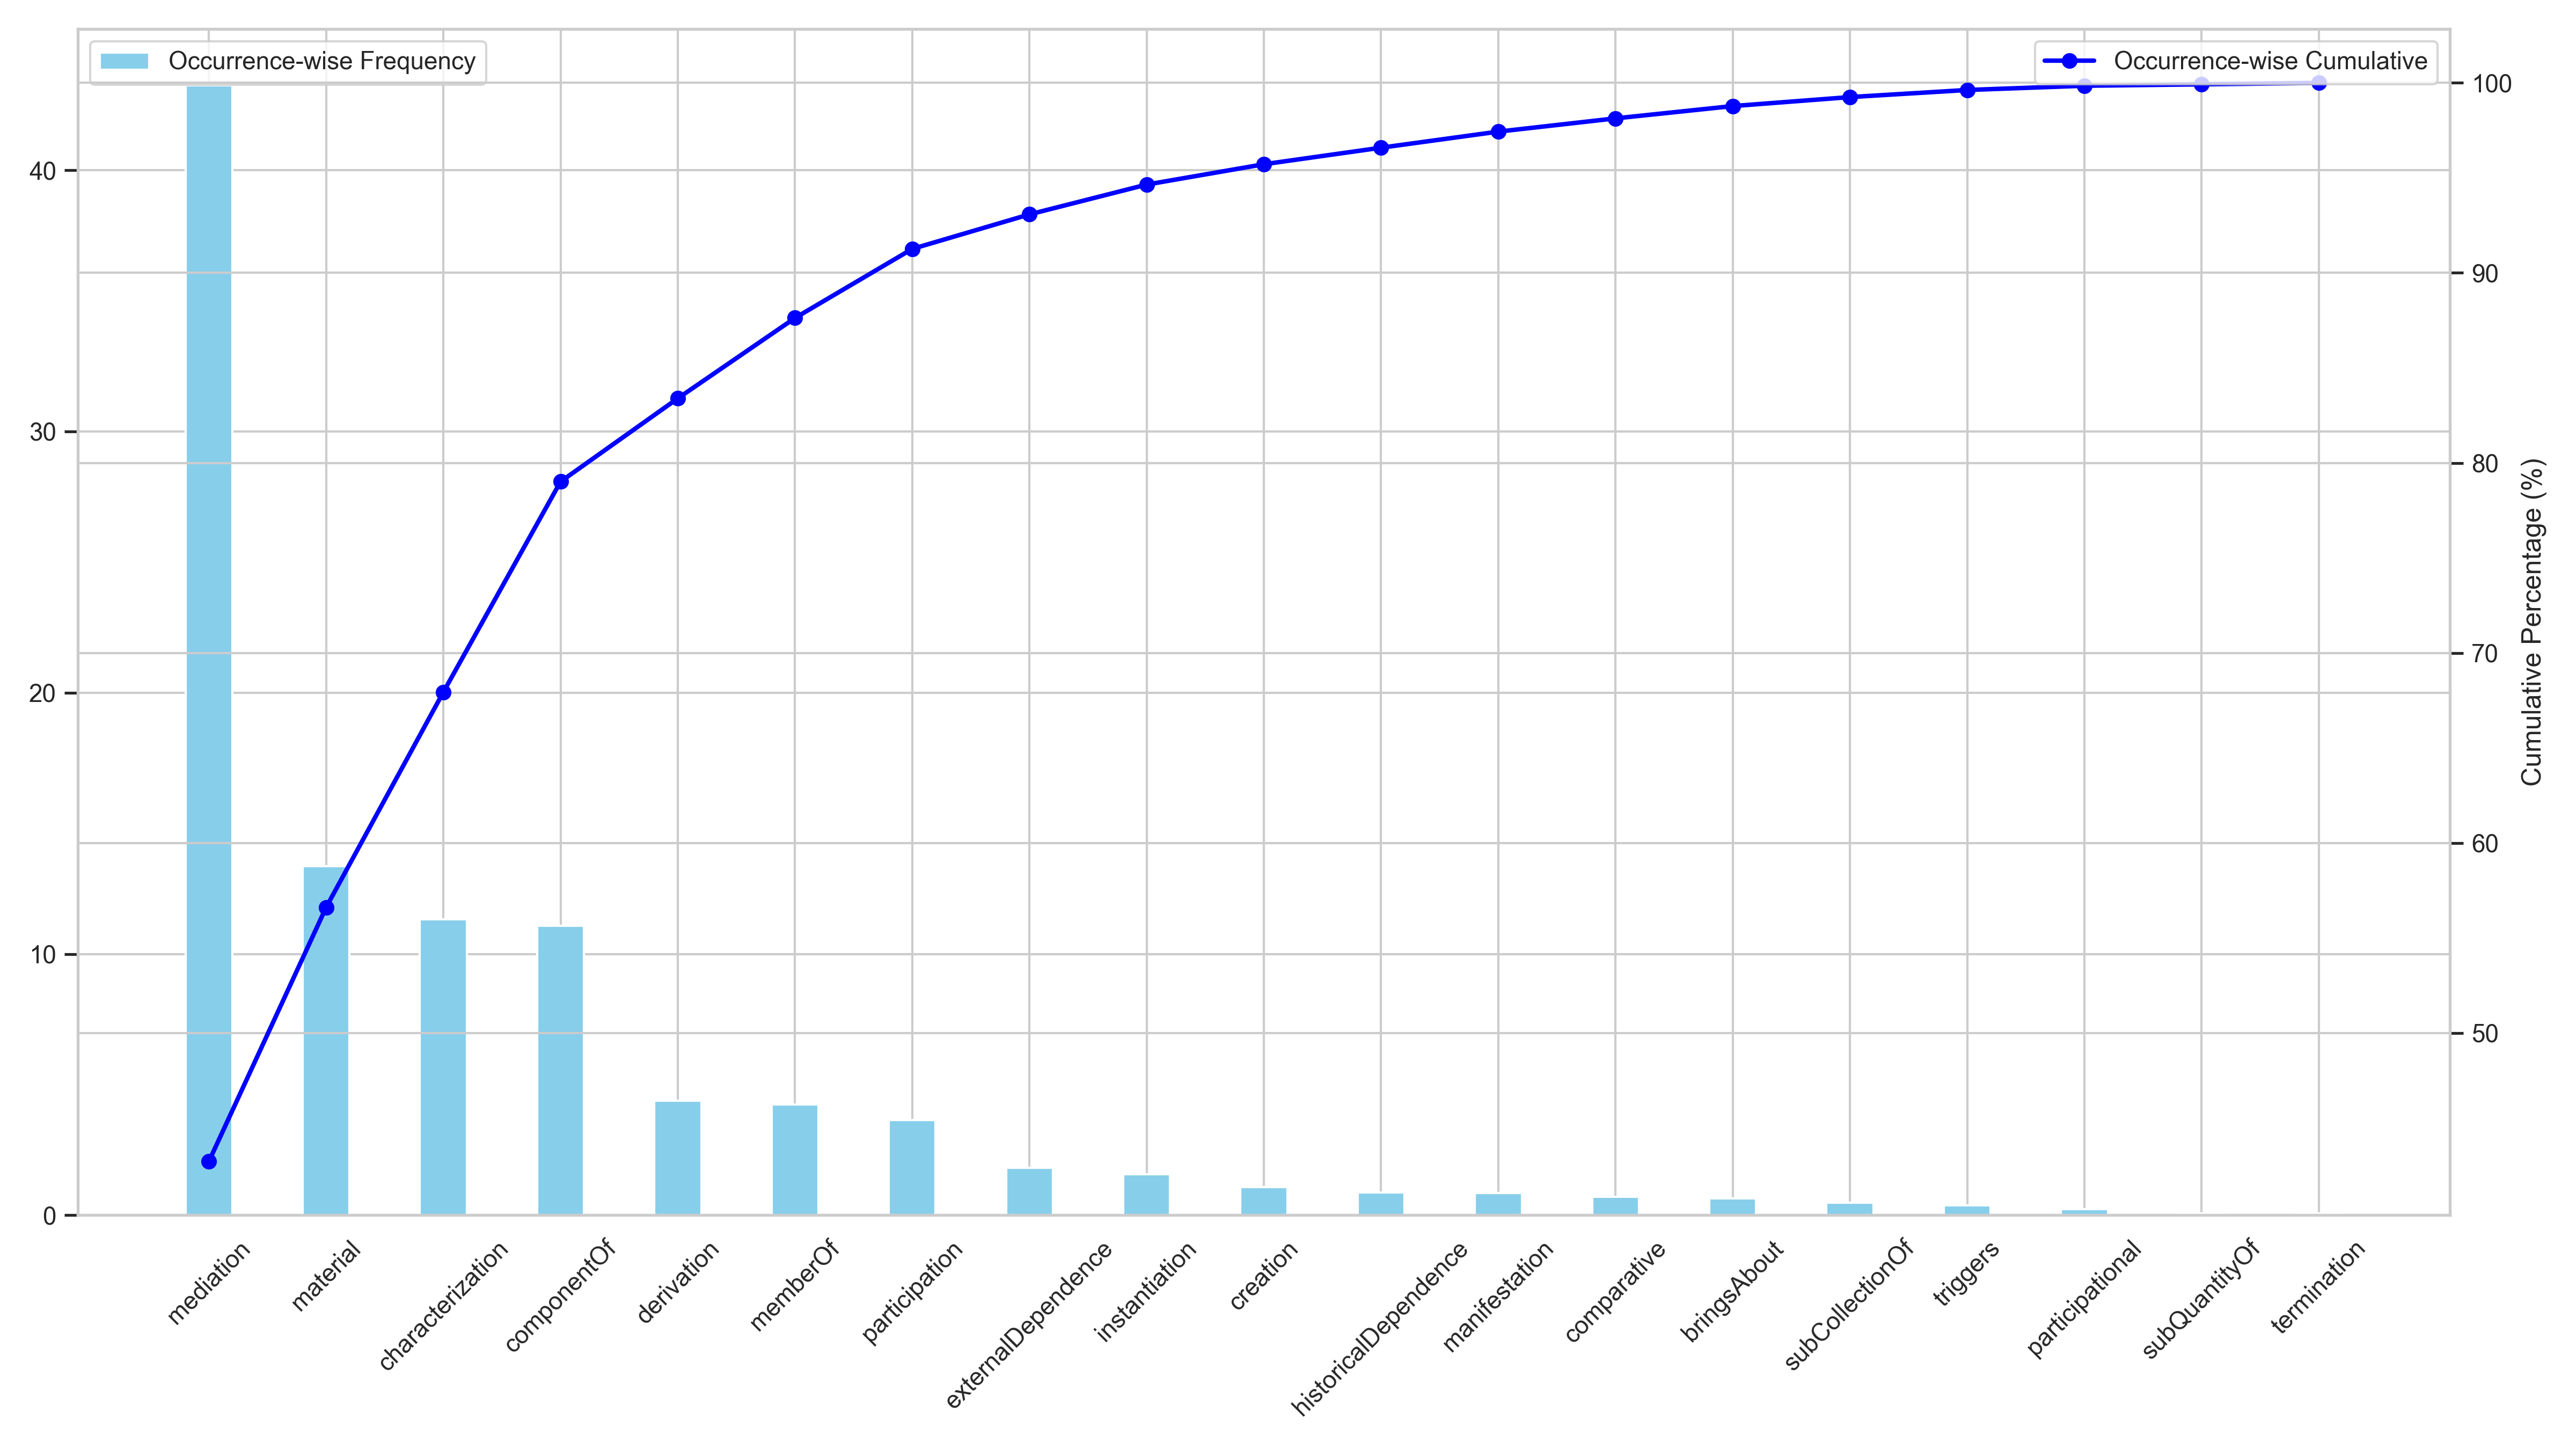 Occurrence-wise Frequency
Occurrence-wise Cumulative
40
30
20
10
0
100
90
80
70
60
50
Cumulative Percentage (%)
mediation
material
characterization
componentOf
derivation
memberOf
participation
externalDependence
instantiation
creation
historicalDependence
manifestation
comparative
bringsAbout
subCollectionOf
triggers
participational
subQuantityOf
termination